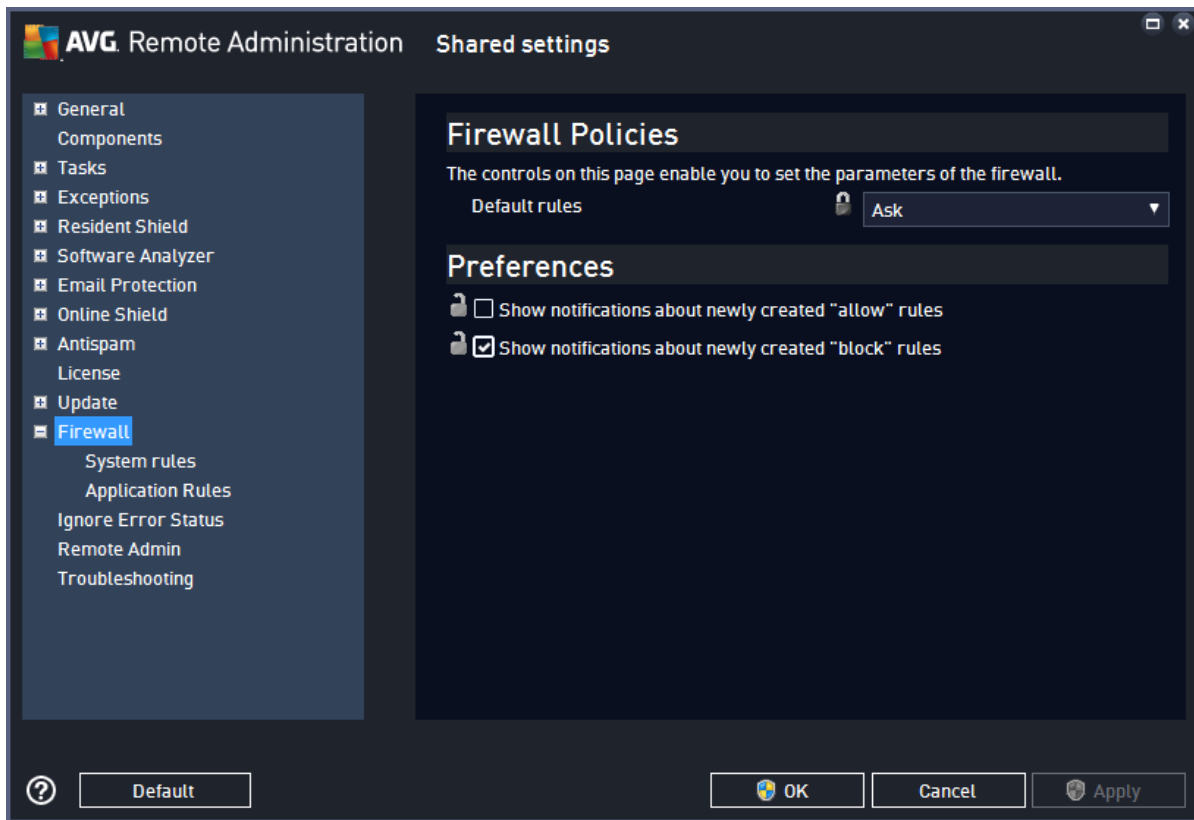 AVG. Remote Administration Shared settings
General
Components
Tasks
Exceptions
Resident Shield
Software Analyzer
Email Protection
Online Shield
Antispam
License
Update
Firewall
System rules
Application Rules
Ignore Error Status
Remote Admin
Troubleshooting
Firewall Policies
The controls on this page enable you to set the parameters of the firewall.
Default rules Ask
Preferences
Show notifications about newly created "allow" rules
Show notifications about newly created "block" rules
? Default OK Cancel Apply